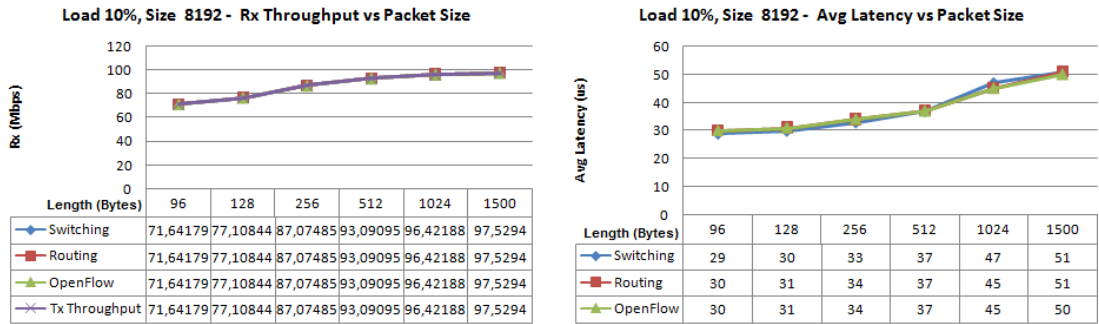 Load 10%, Size 8192 - Rx Throughput vs Packet Size
Rx (Mbps)
120
100
80
60
40
20
0
Length (Bytes) 96 128 256 512 1024 1500
Switching 71,64179 77,10844 87,07485 93,09095 96,42188 97,5294
Routing 71,64179 77,10844 87,07485 93,09095 96,42188 97,5294
OpenFlow 71,64179 77,10844 87,07485 93,09095 96,42188 97,5294
Tx Throughput 71,64179 77,10844 87,07485 93,09095 96,42188 97,5294
Load 10%, Size 8192 - Avg Latency vs Packet Size
Avg Latency (us)
60
50
40
30
20
10
0
Length (Bytes) 96 128 256 512 1024 1500
Switching 29 30 33 37 47 51
Routing 30 31 34 37 45 51
OpenFlow 30 31 34 37 45 50